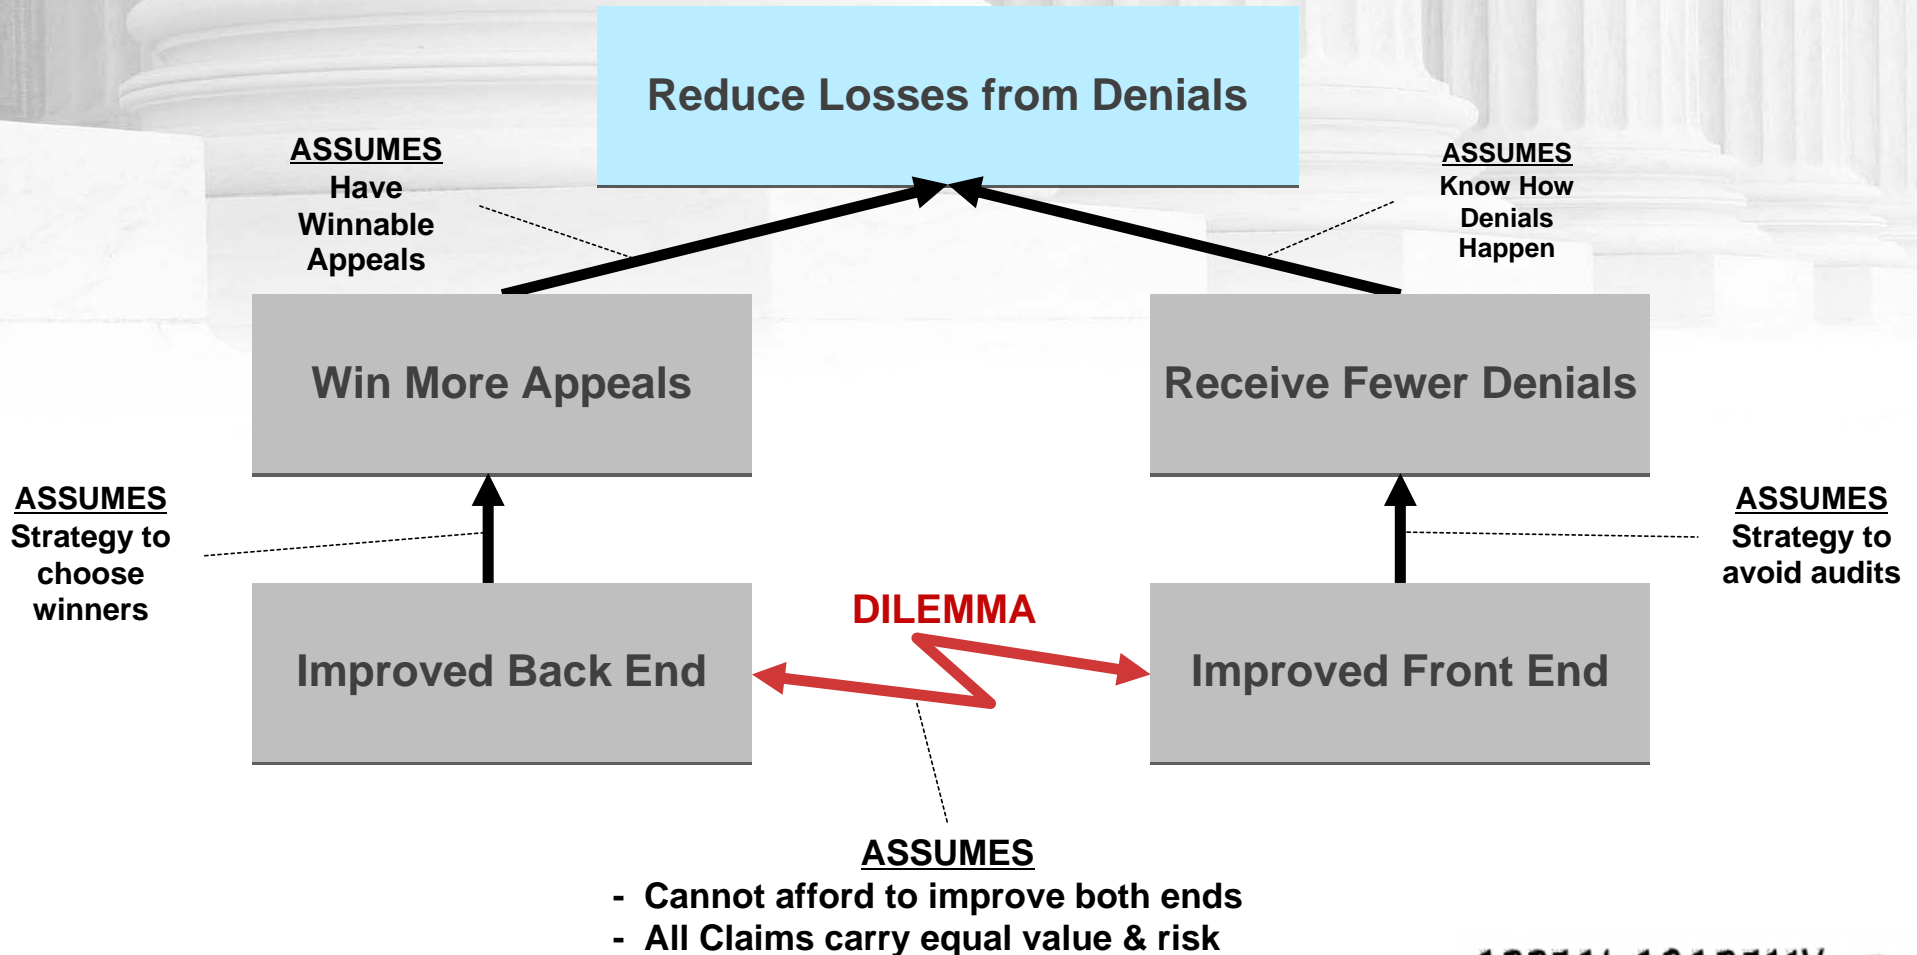 Reduce Losses from Denials
ASSUMES
Have
Winnable
Appeals
ASSUMES
Know How
Denials
Happen
Win More Appeals
Receive Fewer Denials
ASSUMES
Strategy to
choose
winners
ASSUMES
Strategy to
avoid audits
DILEMMA
Improved Back End
Improved Front End
ASSUMES
- Cannot afford to improve both ends
- All Claims carry equal value & risk